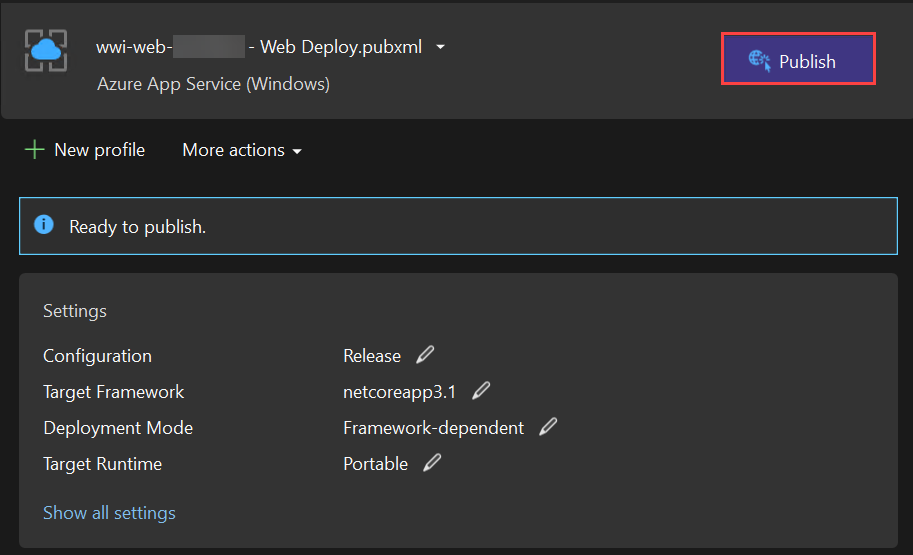 wwi-web- - Web Deploy.pubxml
Azure App Service (Windows)
Publish
New profile
More actions
Ready to publish.
Settings
Configuration Release
Target Framework netcoreapp3.1
Deployment Mode Framework-dependent
Target Runtime Portable
Show all settings